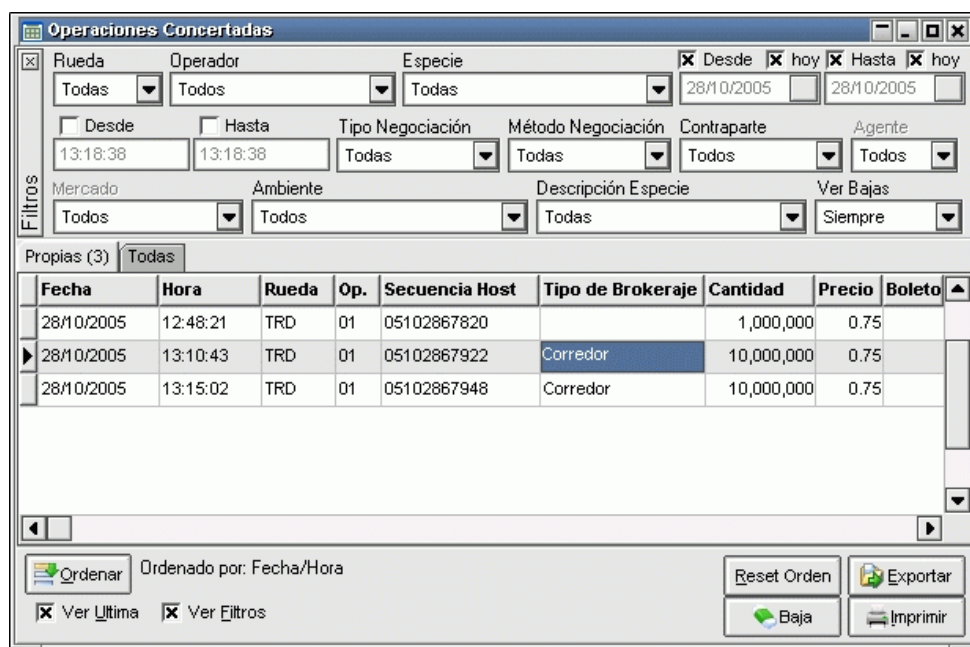 Operaciones Concertadas
Filtros
Rueda Operador Especie Desde hoy Hasta hoy
Todas Todos Todas 28/10/2005 28/10/2005
Desde Hasta Tipo Negociación Método Negociación Contraparte Agente
13:18:38 13:18:38 Todas Todas Todos Todos
Mercado Ambiente Descripción Especie Ver Bajas
Todos Todos Todas Siempre
Propias (3) Todas
Fecha Hora Rueda Op. Secuencia Host Tipo de Brokeraje Cantidad Precio Boleto
28/10/2005 12:48:21 TRD 01 05102867820 1,000,000 0.75
28/10/2005 13:10:43 TRD 01 05102867922 Corredor 10,000,000 0.75
28/10/2005 13:15:02 TRD 01 05102867948 Corredor 10,000,000 0.75
Ordenar Ordenado por: Fecha/Hora Reset Orden Exportar
Ver Ultima Ver Filtros Baja Imprimir